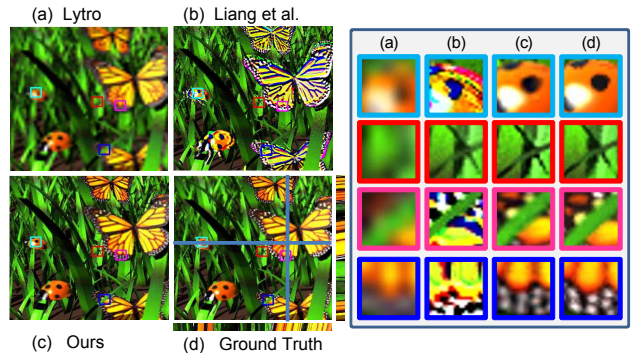 (a) Lytro
(b) Liang et al.
(c) Ours
(d) Ground Truth
(a) (b) (c) (d)